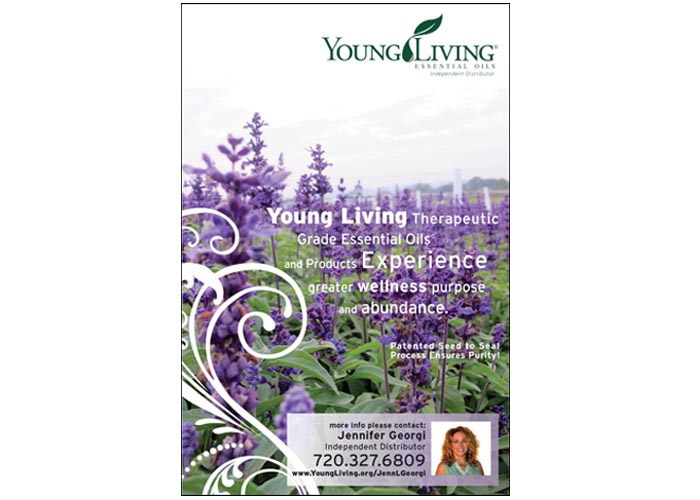 YOUNG LIVING®
ESSENTIAL OILS
Independent Distributor
Young Living Therapeutic
Grade Essential Oils
and Products Experience
greater wellness purpose
and abundance.
Patented Seed to Seal
Process Ensures Purity!
more info please contact:
Jennifer Georgi
Independent Distributor
720.327.6809
www.YoungLiving.org/JennLGeorgi